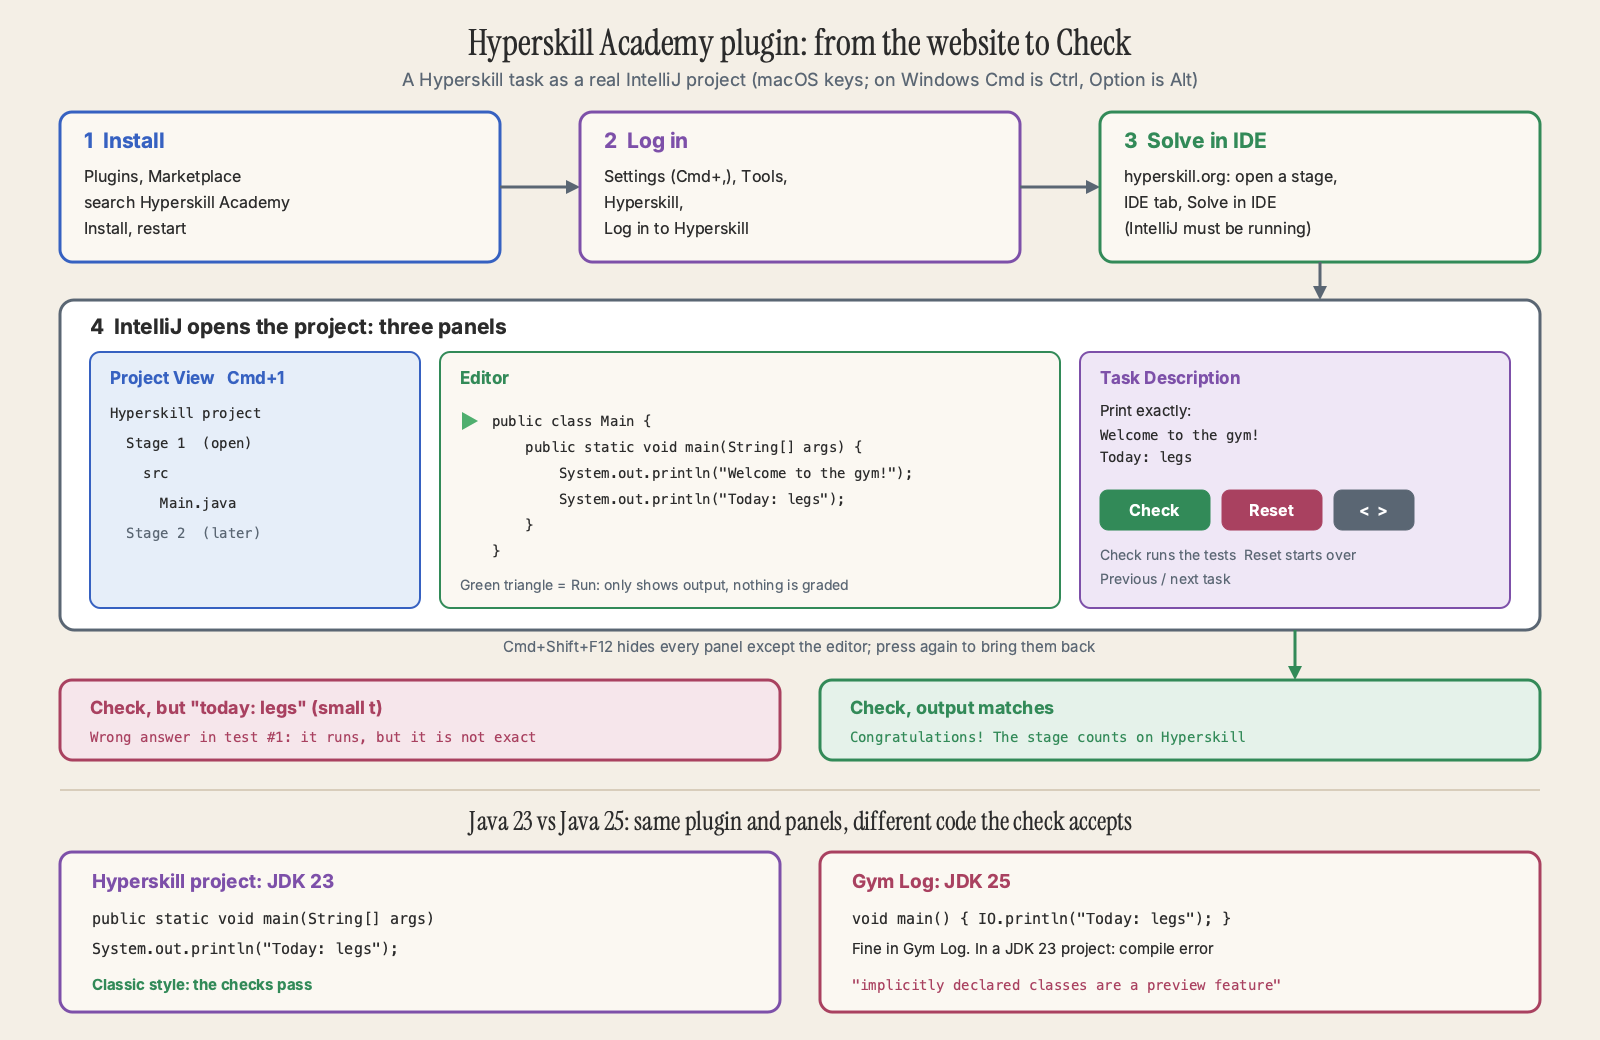 Hyperskill Academy plugin: from the website to Check
A Hyperskill task as a real IntelliJ project (macOS keys; on Windows Cmd is Ctrl, Option is Alt)
1 Install
Plugins, Marketplace
search Hyperskill Academy
Install, restart
2 Log in
Settings (Cmd+,), Tools,
Hyperskill,
Log in to Hyperskill
3 Solve in IDE
hyperskill.org: open a stage,
IDE tab, Solve in IDE
(IntelliJ must be running)
4 IntelliJ opens the project: three panels
Project View Cmd+1
Hyperskill project
Stage 1 (open)
src
Main.java
Stage 2 (later)
Editor
public class Main {
public static void main(String[] args) {
System.out.println("Welcome to the gym!");
System.out.println("Today: legs");
}
}
Green triangle = Run: only shows output, nothing is graded
Task Description
Print exactly:
Welcome to the gym!
Today: legs
Check
Reset
< >
Check runs the tests Reset starts over
Previous / next task
Cmd+Shift+F12 hides every panel except the editor; press again to bring them back
Check, but "today: legs" (small t)
Wrong answer in test #1: it runs, but it is not exact
Check, output matches
Congratulations! The stage counts on Hyperskill
Java 23 vs Java 25: same plugin and panels, different code the check accepts
Hyperskill project: JDK 23
public static void main(String[] args)
System.out.println("Today: legs");
Classic style: the checks pass
Gym Log: JDK 25
void main() { IO.println("Today: legs"); }
Fine in Gym Log. In a JDK 23 project: compile error
"implicitly declared classes are a preview feature"